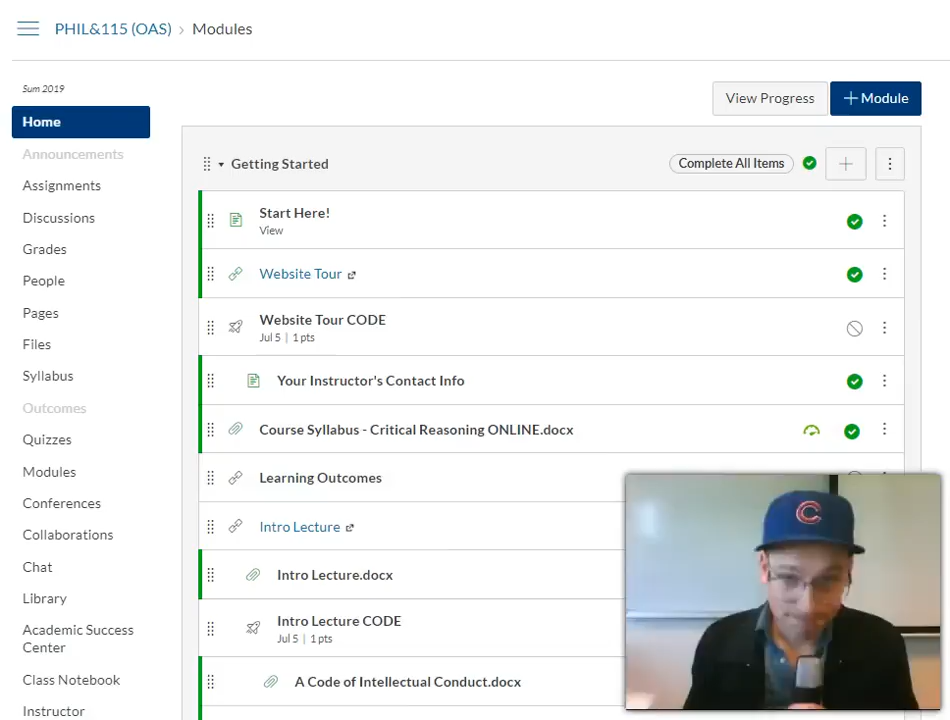 PHIL&115 (OAS) › Modules
Sum 2019
View Progress
+ Module
Home
Announcements
Assignments
Discussions
Grades
People
Pages
Files
Syllabus
Outcomes
Quizzes
Modules
Conferences
Collaborations
Chat
Library
Academic Success
Center
Class Notebook
Instructor
Getting Started
Complete All Items
Start Here!
View
Website Tour
Website Tour CODE
Jul 5 | 1 pts
Your Instructor's Contact Info
Course Syllabus - Critical Reasoning ONLINE.docx
Learning Outcomes
Intro Lecture
Intro Lecture.docx
Intro Lecture CODE
Jul 5 | 1 pts
A Code of Intellectual Conduct.docx
C